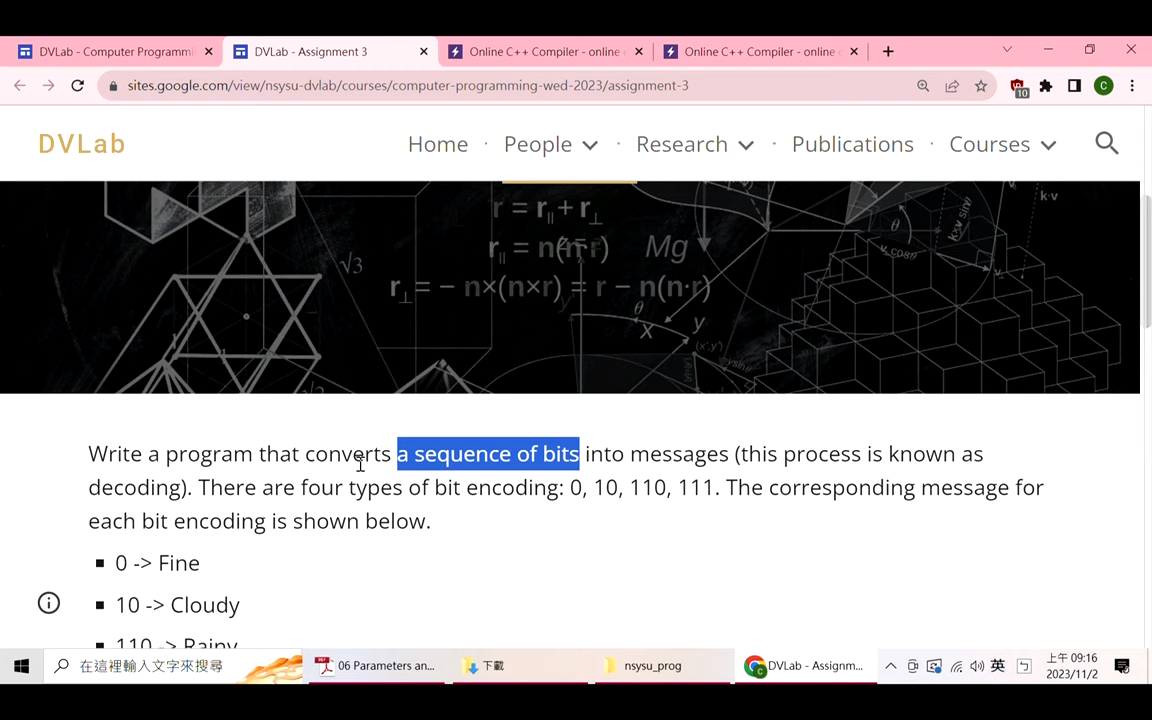 DVLab - Computer Programmi
DVLab - Assignment 3
Online C++ Compiler - online
Online C++ Compiler - online
sites.google.com/view/nsysu-dvlab/courses/computer-programming-wed-2023/assignment-3
10
C
DVLab
Home · People · Research · Publications · Courses
r = r∥ + r⊥
r∥ = n(n·r)
Mg
r⊥ = − n×(n×r) = r − n(n·r)
√3
θ
x
y
(x',y')
θ
v cosθ
k·v
Write a program that converts a sequence of bits into messages (this process is known as
decoding). There are four types of bit encoding: 0, 10, 110, 111. The corresponding message for
each bit encoding is shown below.
▪ 0 -> Fine
▪ 10 -> Cloudy
▪ 110 -> Rainy
在這裡輸入文字來搜尋
06 Parameters an...
下載
nsysu_prog
DVLab - Assignm...
英
上午 09:16
2023/11/2